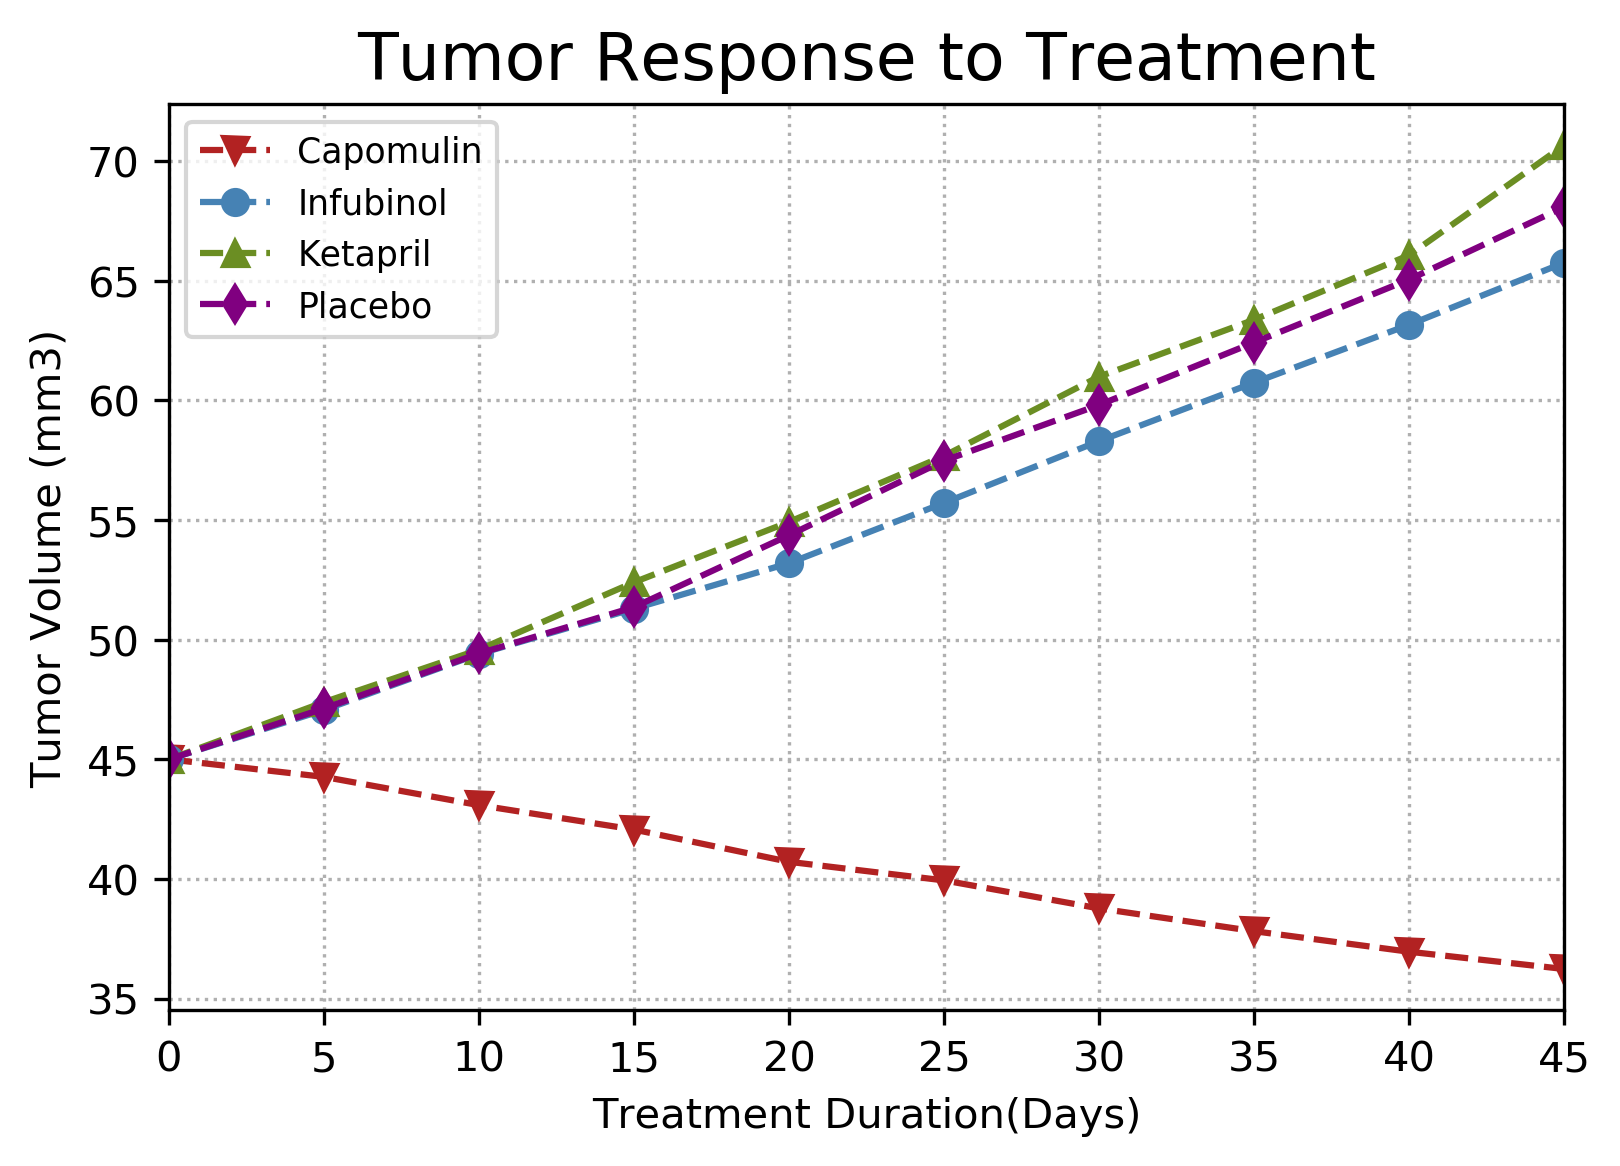 Tumor Response to Treatment
Capomulin
Infubinol
Ketapril
Placebo
Tumor Volume (mm3)
70
65
60
55
50
45
40
35
0 5 10 15 20 25 30 35 40 45
Treatment Duration(Days)